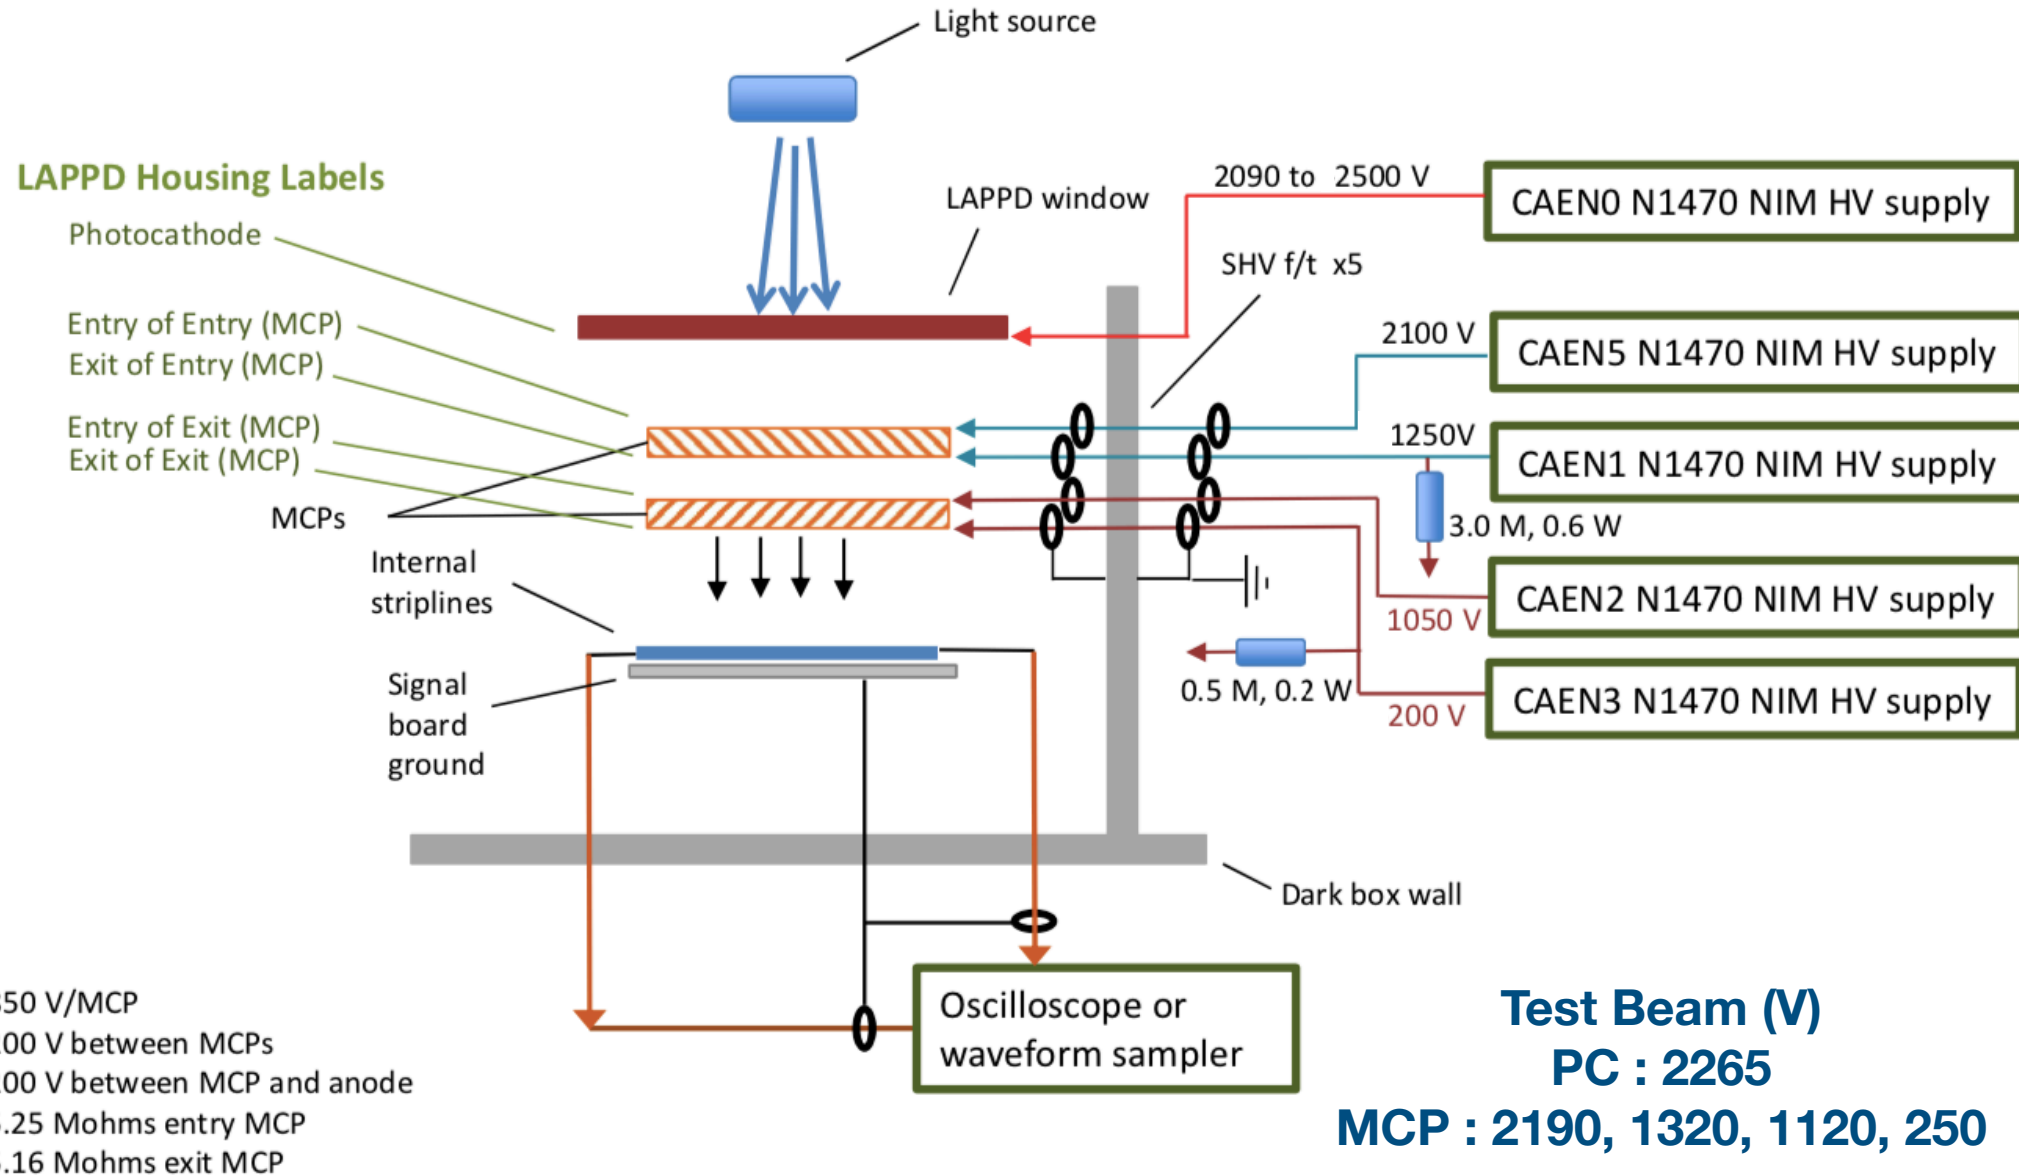 Light source
LAPPD Housing Labels
Photocathode
Entry of Entry (MCP)
Exit of Entry (MCP)
Entry of Exit (MCP)
Exit of Exit (MCP)
MCPs
Internal
striplines
Signal
board
ground
LAPPD window
2090 to 2500 V
SHV f/t x5
CAEN0 N1470 NIM HV supply
2100 V
CAEN5 N1470 NIM HV supply
1250V
CAEN1 N1470 NIM HV supply
3.0 M, 0.6 W
CAEN2 N1470 NIM HV supply
1050 V
0.5 M, 0.2 W
CAEN3 N1470 NIM HV supply
200 V
Dark box wall
Oscilloscope or
waveform sampler
50 V/MCP
00 V between MCPs
00 V between MCP and anode
.25 Mohms entry MCP
.16 Mohms exit MCP
Test Beam (V)
PC : 2265
MCP : 2190, 1320, 1120, 250